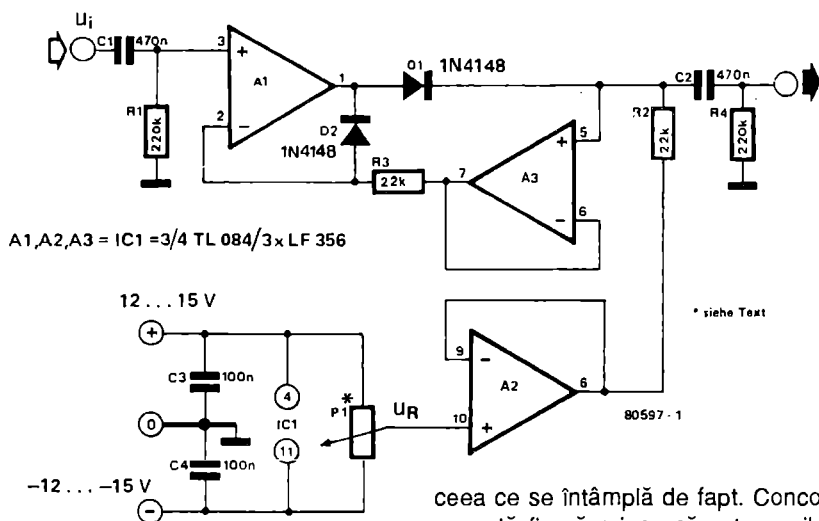 ui
C1
470n
3
+
A1
1
D1
1N4148
2
−
R1
220k
D2
1N4148
R3
22k
7
A3
5
+
6
−
R2
22k
C2
470n
R4
220k
A1,A2,A3 = IC1 =3/4 TL 084/3x LF 356
12 ... 15 V
+
C3
100n
0
C4
100n
−12 ... −15 V
−
4
IC1
11
*
P1
uR
9
−
A2
6
10
+
* siehe Text
80597-1
ceea ce se întâmplă de fapt.